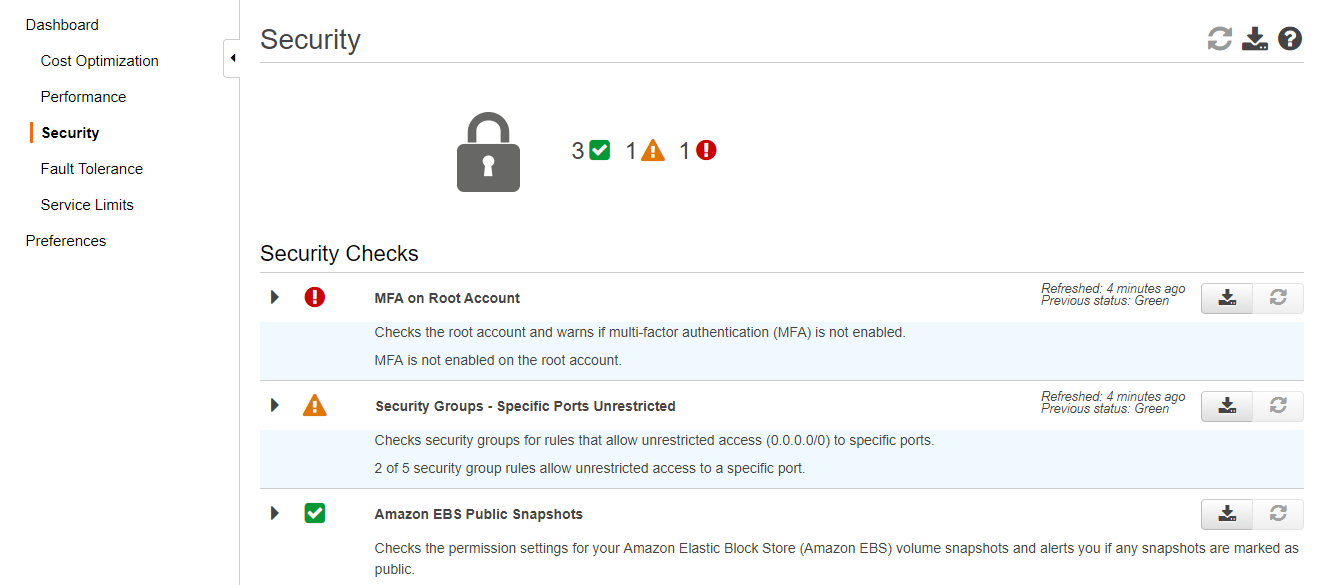 Dashboard
Cost Optimization
Performance
Security
Fault Tolerance
Service Limits
Preferences
Security
3 1 1
Security Checks
MFA on Root Account
Refreshed: 4 minutes ago
Previous status: Green
Checks the root account and warns if multi-factor authentication (MFA) is not enabled.
MFA is not enabled on the root account.
Security Groups - Specific Ports Unrestricted
Refreshed: 4 minutes ago
Previous status: Green
Checks security groups for rules that allow unrestricted access (0.0.0.0/0) to specific ports.
2 of 5 security group rules allow unrestricted access to a specific port.
Amazon EBS Public Snapshots
Checks the permission settings for your Amazon Elastic Block Store (Amazon EBS) volume snapshots and alerts you if any snapshots are marked as
public.